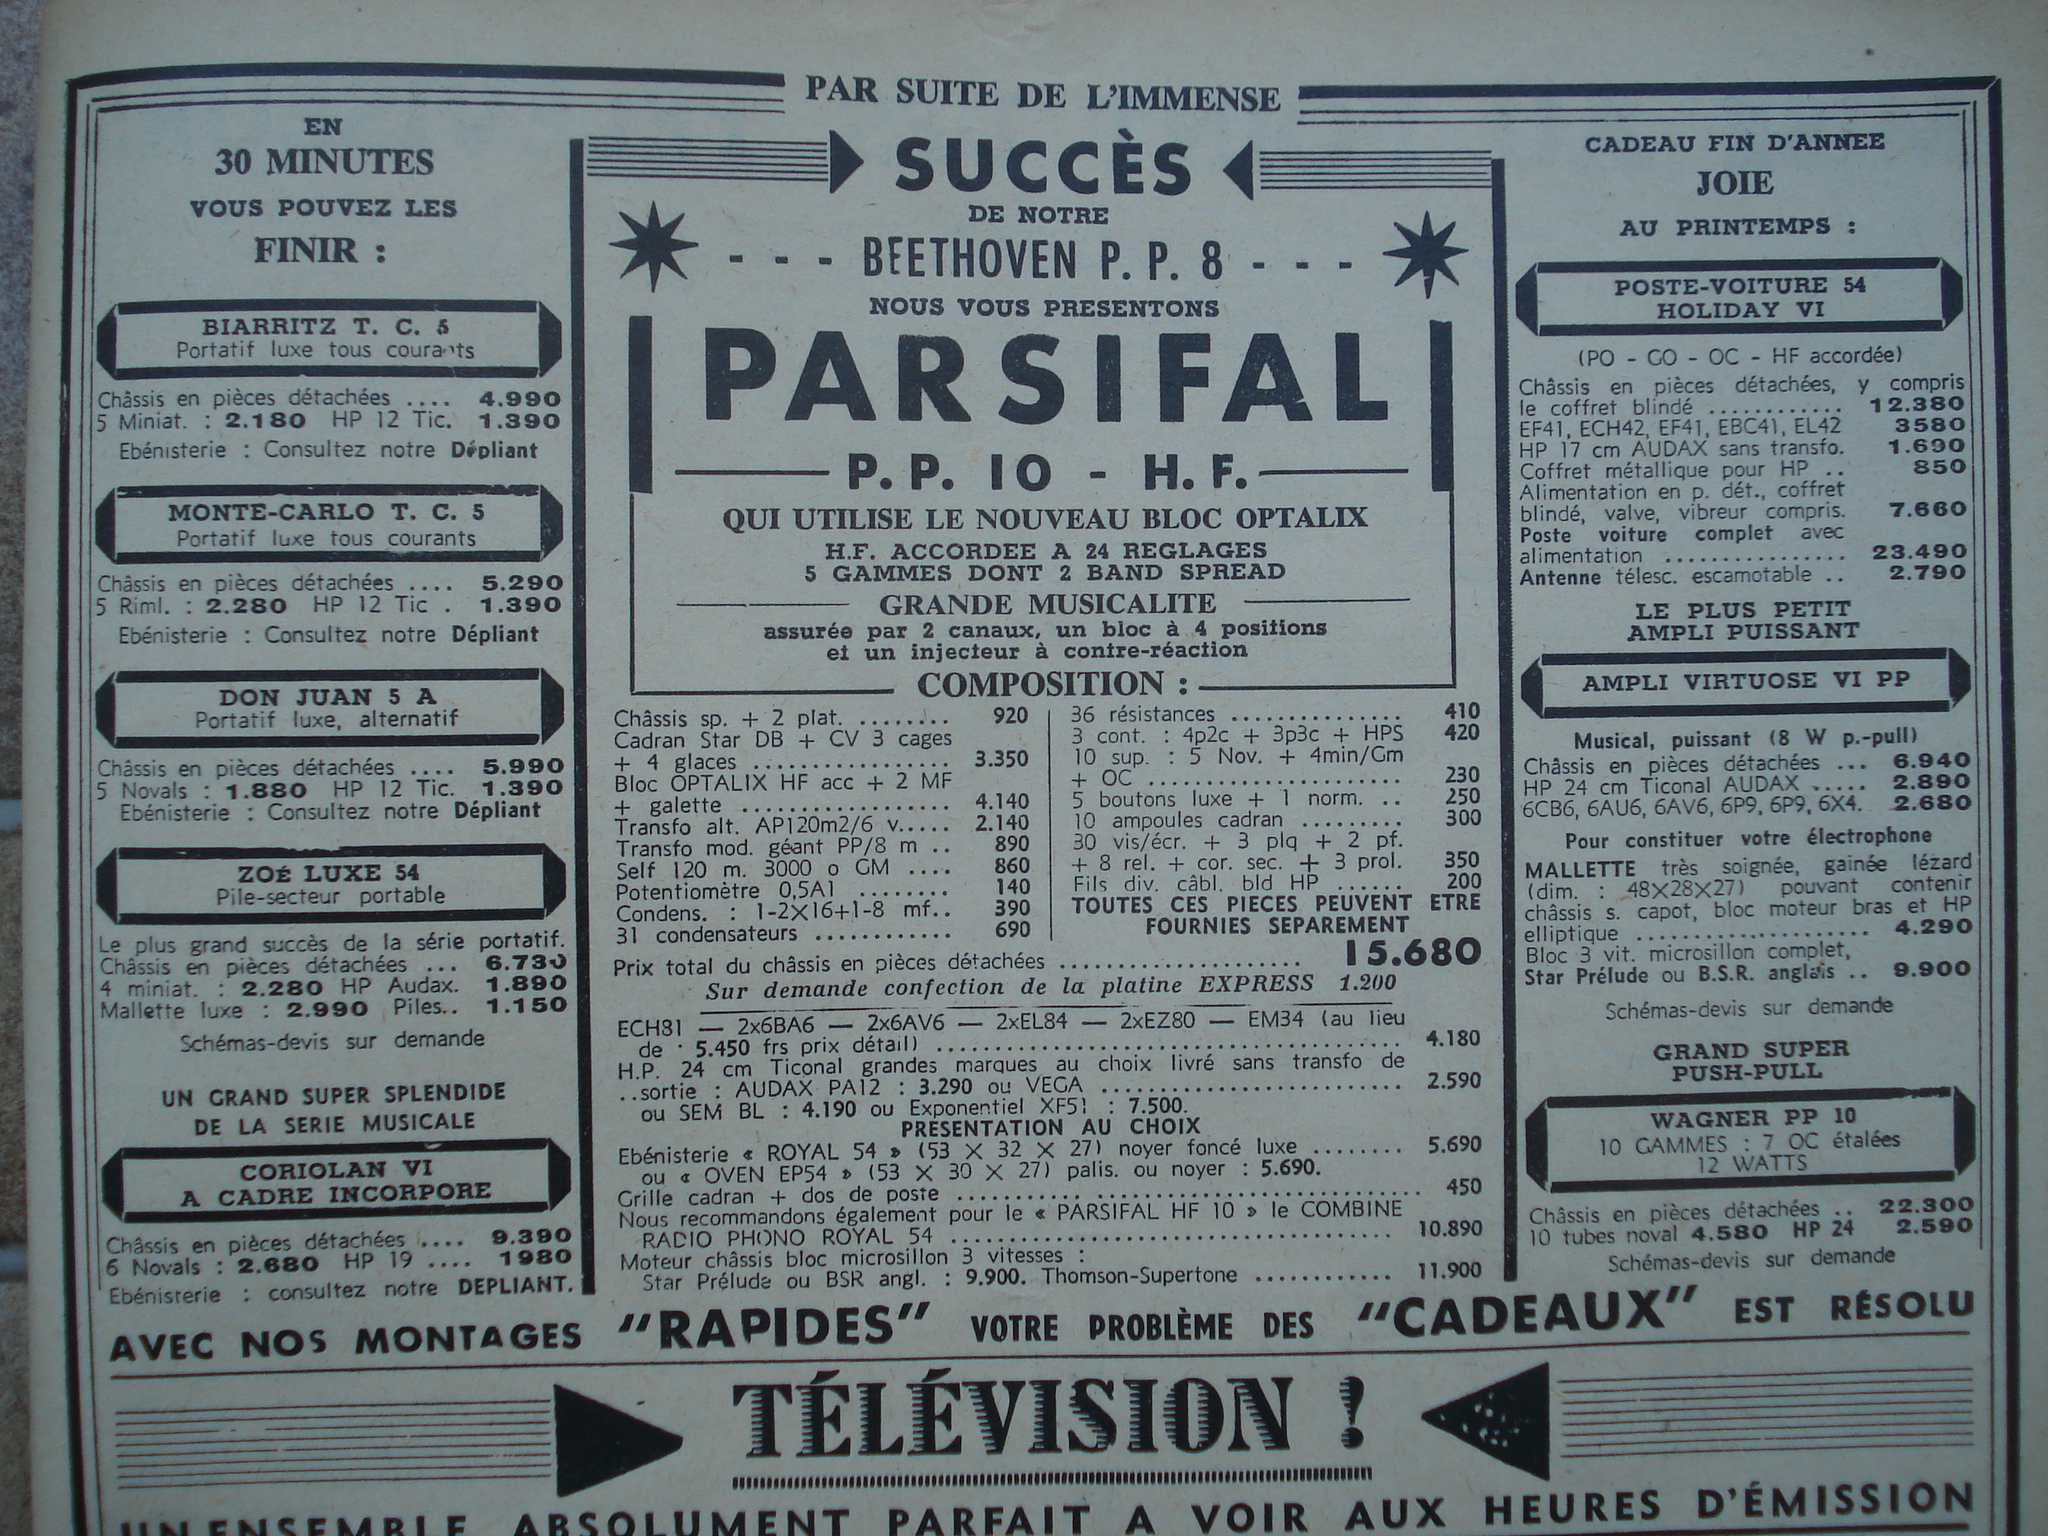 PAR SUITE DE L'IMMENSE
SUCCÈS
DE NOTRE
- - - BEETHOVEN P. P. 8 - - -
NOUS VOUS PRESENTONS
PARSIFAL
P. P. 10 - H. F.
QUI UTILISE LE NOUVEAU BLOC OPTALIX
H.F. ACCORDEE A 24 REGLAGES
5 GAMMES DONT 2 BAND SPREAD
GRANDE MUSICALITE
assurée par 2 canaux, un bloc à 4 positions
et un injecteur à contre-réaction
COMPOSITION :
Châssis sp. + 2 plat. ........ 920
Cadran Star DB + CV 3 cages
+ 4 glaces .................. 3.350
Bloc OPTALIX HF acc + 2 MF
+ galette ................... 4.140
Transfo alt. AP120m2/6 v..... 2.140
Transfo mod. géant PP/8 m .. 890
Self 120 m. 3000 o GM .... 860
Potentiomètre 0,5A1 ........ 140
Condens. : 1-2×16+1-8 mf.. 390
31 condensateurs ............ 690
36 résistances ............... 410
3 cont. : 4p2c + 3p3c + HPS 420
10 sup. : 5 Nov. + 4min/Gm
+ OC ........................ 230
5 boutons luxe + 1 norm. .. 250
10 ampoules cadran ......... 300
30 vis/écr. + 3 plq + 2 pf.
+ 8 rel. + cor. sec. + 3 prol. 350
Fils div. câbl. bld HP ...... 200
TOUTES CES PIECES PEUVENT ETRE
FOURNIES SEPAREMENT
Prix total du châssis en pièces détachées ..................... 15.680
Sur demande confection de la platine EXPRESS 1.200
ECH81 — 2x6BA6 — 2x6AV6 — 2xEL84 — 2xEZ80 — EM34 (au lieu
de 5.450 frs prix détail) .................................... 4.180
H.P. 24 cm Ticonal grandes marques au choix livré sans transfo de
..sortie : AUDAX PA12 : 3.290 ou VEGA ........................ 2.590
ou SEM BL : 4.190 ou Exponentiel XF51 : 7.500.
PRESENTATION AU CHOIX
Ebénisterie « ROYAL 54 » (53 × 32 × 27) noyer foncé luxe ........ 5.690
ou « OVEN EP54 » (53 × 30 × 27) palis. ou noyer : 5.690.
Grille cadran + dos de poste .................................... 450
Nous recommandons également pour le « PARSIFAL HF 10 » le COMBINE
RADIO PHONO ROYAL 54 ........................................ 10.890
Moteur châssis bloc microsillon 3 vitesses :
Star Prélude ou BSR angl. : 9.900. Thomson-Supertone ............ 11.900
EN
30 MINUTES
VOUS POUVEZ LES
FINIR :
BIARRITZ T. C. 5
Portatif luxe tous courants
Châssis en pièces détachées .... 4.990
5 Miniat. : 2.180 HP 12 Tic. 1.390
Ebénisterie : Consultez notre Dépliant
MONTE-CARLO T. C. 5
Portatif luxe tous courants
Châssis en pièces détachées .... 5.290
5 Riml. : 2.280 HP 12 Tic . 1.390
Ebénisterie : Consultez notre Dépliant
DON JUAN 5 A
Portatif luxe, alternatif
Châssis en pièces détachées .... 5.990
5 Novals : 1.880 HP 12 Tic. 1.390
Ebénisterie : Consultez notre Dépliant
ZOé LUXE 54
Pile-secteur portable
Le plus grand succès de la série portatif.
Châssis en pièces détachées ... 6.730
4 miniat. : 2.280 HP Audax. 1.890
Mallette luxe : 2.990 Piles.. 1.150
Schémas-devis sur demande
UN GRAND SUPER SPLENDIDE
DE LA SERIE MUSICALE
CORIOLAN VI
A CADRE INCORPORE
Châssis en pièces détachées .... 9.390
6 Novals : 2.680 HP 19 .... 1980
Ebénisterie : consultez notre DEPLIANT.
CADEAU FIN D'ANNEE
JOIE
AU PRINTEMPS :
POSTE-VOITURE 54
HOLIDAY VI
(PO - GO - OC - HF accordée)
Châssis en pièces détachées, y compris
le coffret blindé ............ 12.380
EF41, ECH42, EF41, EBC41, EL42 3580
HP 17 cm AUDAX sans transfo. 1.690
Coffret métallique pour HP .. 850
Alimentation en p. dét., coffret
blindé, valve, vibreur compris. 7.660
Poste voiture complet avec
alimentation ................ 23.490
Antenne télesc. escamotable .. 2.790
LE PLUS PETIT
AMPLI PUISSANT
AMPLI VIRTUOSE VI PP
Musical, puissant (8 W p.-pull)
Châssis en pièces détachées ... 6.940
HP 24 cm Ticonal AUDAX ..... 2.890
6CB6, 6AU6, 6AV6, 6P9, 6P9, 6X4. 2.680
Pour constituer votre électrophone
MALLETTE très soignée, gainée lézard
(dim. : 48×28×27) pouvant contenir
châssis s. capot, bloc moteur bras et HP
elliptique .................... 4.290
Bloc 3 vit. microsillon complet,
Star Prélude ou B.S.R. anglais .. 9.900
Schémas-devis sur demande
GRAND SUPER
PUSH-PULL
WAGNER PP 10
10 GAMMES : 7 OC étalées
12 WATTS
Châssis en pièces détachées .. 22.300
10 tubes noval 4.580 HP 24 2.590
Schémas-devis sur demande
AVEC NOS MONTAGES "RAPIDES" VOTRE PROBLÈME DES "CADEAUX" EST RÉSOLU
TÉLÉVISION !
UN ENSEMBLE ABSOLUMENT PARFAIT A VOIR AUX HEURES D'ÉMISSION